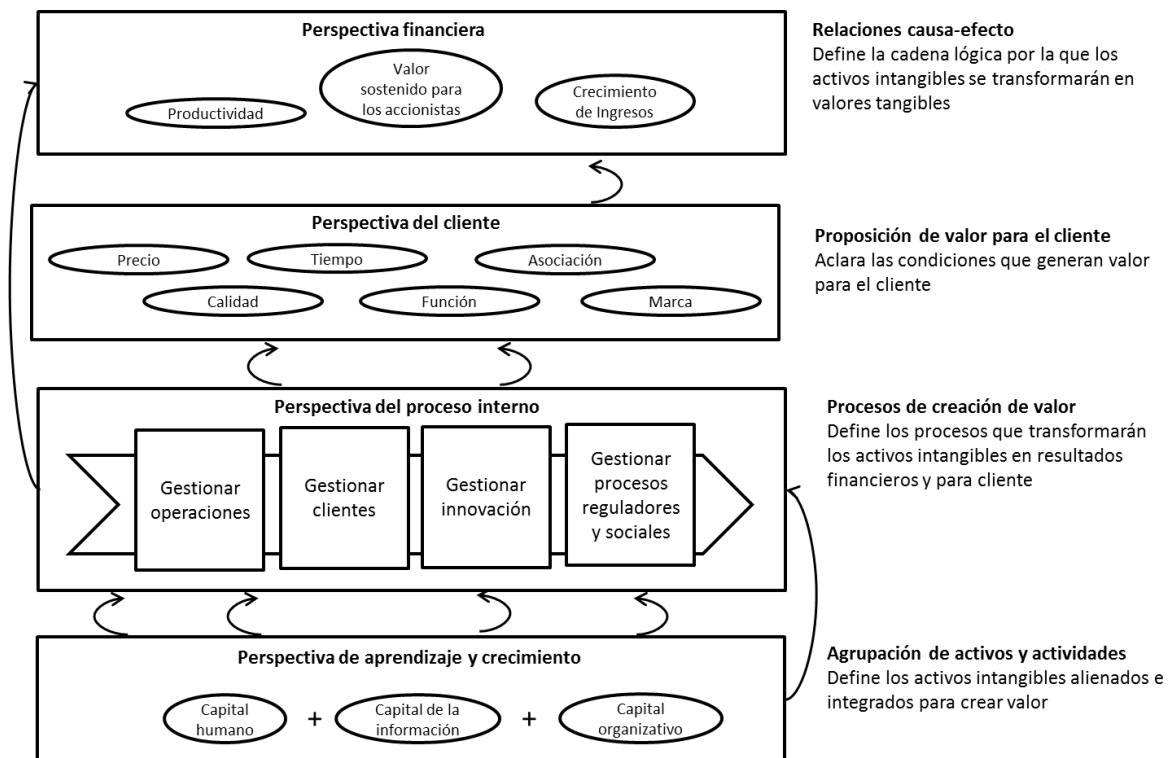 Perspectiva financiera
Valor
sostenido para
los accionistas
Productividad
Crecimiento
de Ingresos
Relaciones causa-efecto
Define la cadena lógica por la que los
activos intangibles se transformarán en
valores tangibles
Perspectiva del cliente
Precio
Tiempo
Asociación
Calidad
Función
Marca
Proposición de valor para el cliente
Aclara las condiciones que generan valor
para el cliente
Perspectiva del proceso interno
Gestionar
operaciones
Gestionar
clientes
Gestionar
innovación
Gestionar
procesos
reguladores
y sociales
Procesos de creación de valor
Define los procesos que transformarán
los activos intangibles en resultados
financieros y para cliente
Perspectiva de aprendizaje y crecimiento
Capital
humano
+
Capital de la
información
+
Capital
organizativo
Agrupación de activos y actividades
Define los activos intangibles alienados e
integrados para crear valor